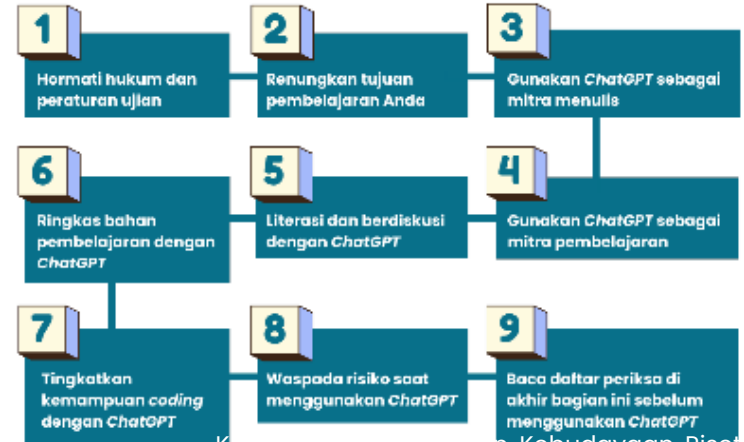 1
Hormati hukum dan
peraturan ujian
2
Renungkan tujuan
pembelajaran Anda
3
Gunakan ChatGPT sebagai
mitra menulis
4
Gunakan ChatGPT sebagai
mitra pembelajaran
5
Literasi dan berdiskusi
dengan ChatGPT
6
Ringkas bahan
pembelajaran dengan
ChatGPT
7
Tingkatkan
kemampuan coding
dengan ChatGPT
8
Waspada risiko saat
menggunakan ChatGPT
9
Baca daftar periksa di
akhir bagian ini sebelum
menggunakan ChatGPT
Kebudayaan